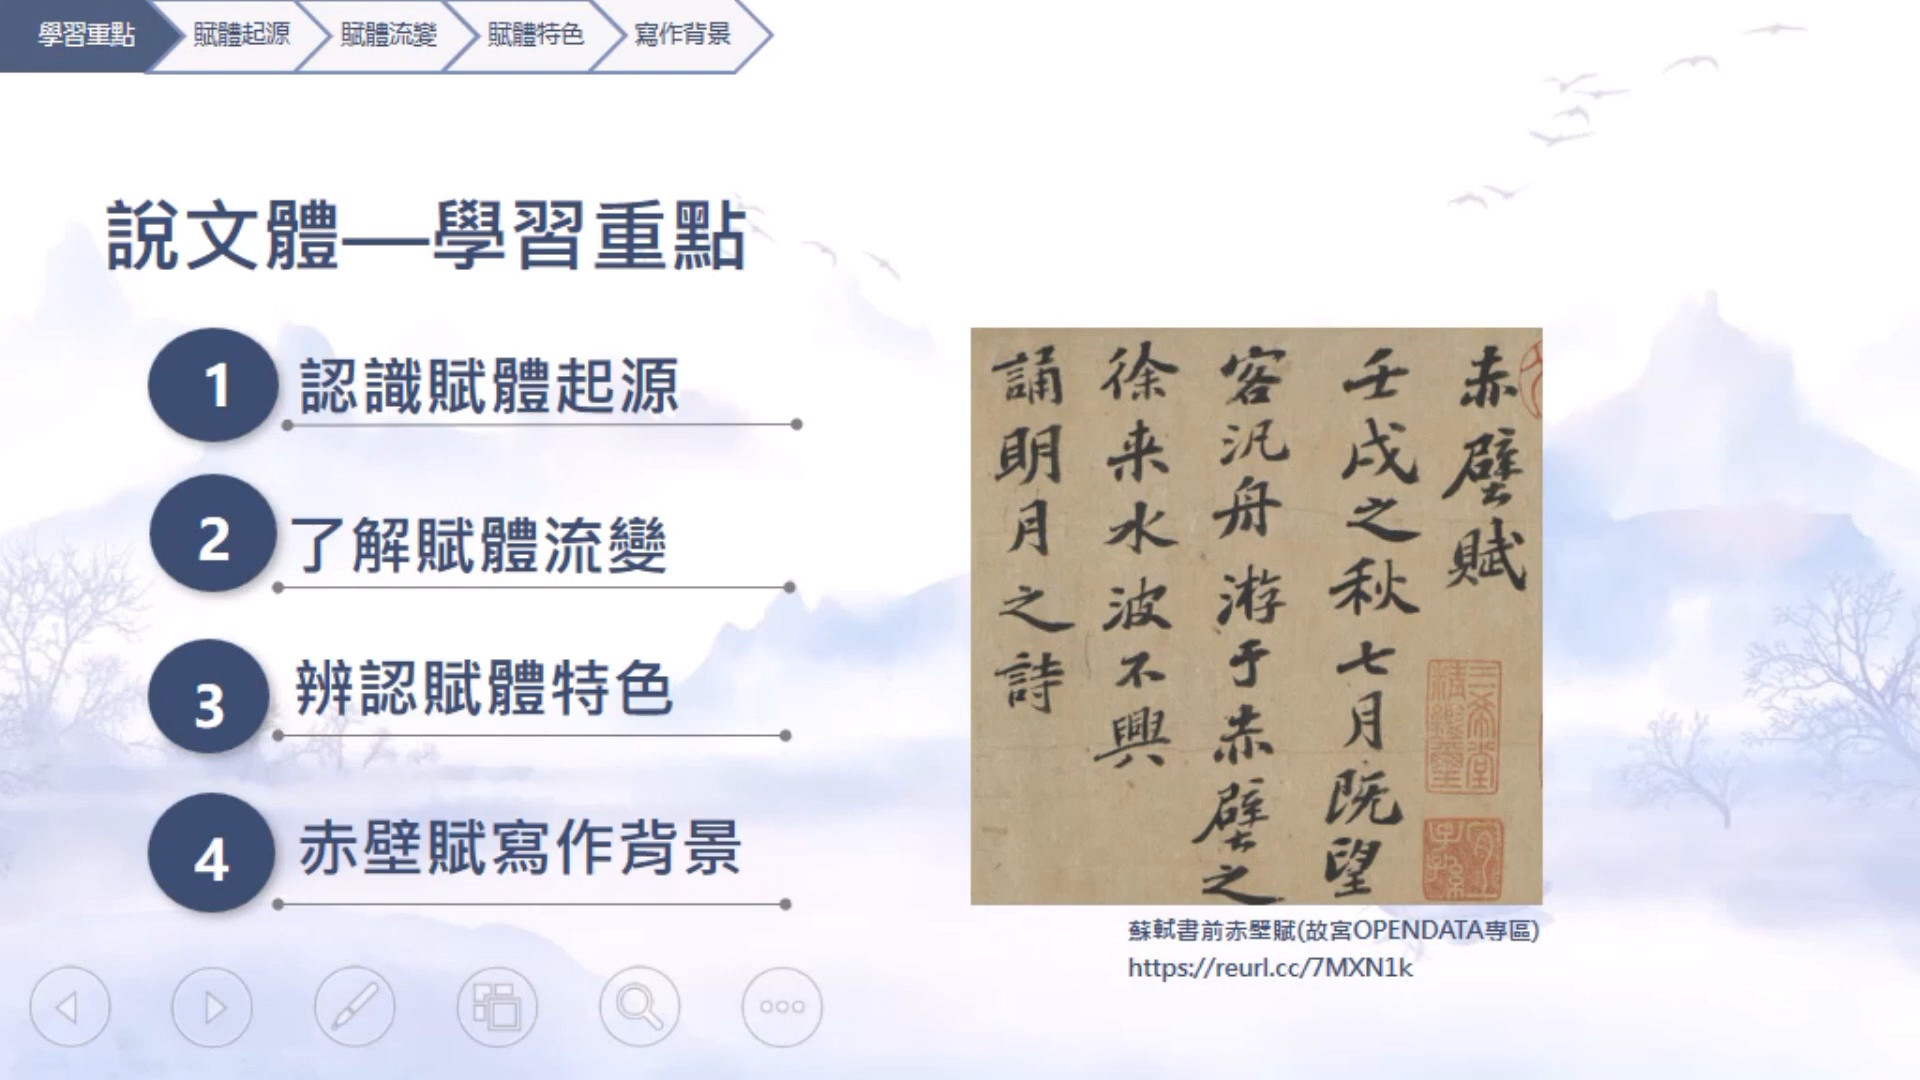 學習重點
賦體起源
賦體流變
賦體特色
寫作背景
說文體—學習重點
1 認識賦體起源
2 了解賦體流變
3 辨認賦體特色
4 赤壁賦寫作背景
赤壁賦
壬戌之秋七月既望
客汎舟游于赤壁之
徐来水波不興
誦明月之詩
蘇軾書前赤壁賦(故宮OPENDATA專區)
https://reurl.cc/7MXN1k